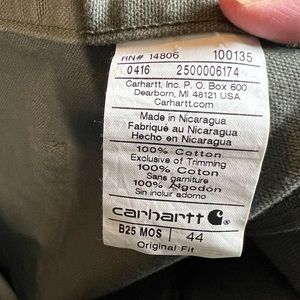 RN# 14806 100135
0416 2500006174
Carhartt, Inc. P.O. Box 600
Dearborn, MI 48121 USA
Carhartt.com
Made in Nicaragua
Fabriqué au Nicaragua
Hecho en Nicaragua
100% Cotton
Exclusive of Trimming
100% Coton
Sans garniture
100% Algodón
Sin incluir adorno
carhartt
B25 MOS 44
Original Fit